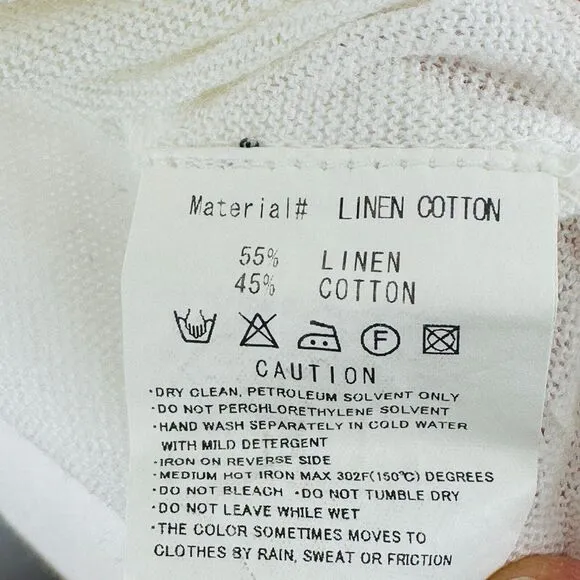 Material# LINEN COTTON
55% LINEN
45% COTTON
F
CAUTION
·DRY CLEAN, PETROLEUM SOLVENT ONLY
·DO NOT PERCHLORETHYLENE SOLVENT
·HAND WASH SEPARATELY IN COLD WATER
WITH MILD DETERGENT
·IRON ON REVERSE SIDE
·MEDIUM HOT IRON MAX 302F(150℃) DEGREES
·DO NOT BLEACH ·DO NOT TUMBLE DRY
·DO NOT LEAVE WHILE WET
·THE COLOR SOMETIMES MOVES TO
CLOTHES BY RAIN, SWEAT OR FRICTION